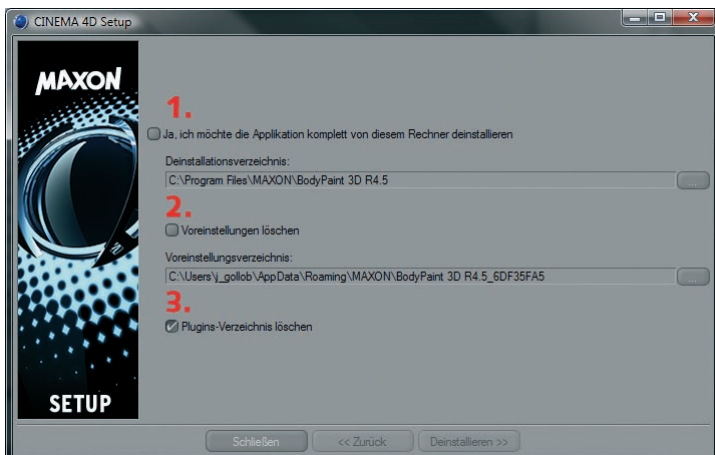 CINEMA 4D Setup
MAXON
1.
Ja, ich möchte die Applikation komplett von diesem Rechner deinstallieren
Deinstallationsverzeichnis:
C:\Program Files\MAXON\BodyPaint 3D R4.5
...
2.
Voreinstellungen löschen
Voreinstellungsverzeichnis:
C:\Users\j_gollob\AppData\Roaming\MAXON\BodyPaint 3D R4.5_6DF35FA5
...
3.
Plugins-Verzeichnis löschen
SETUP
Schließen
<< Zurück
Deinstallieren >>